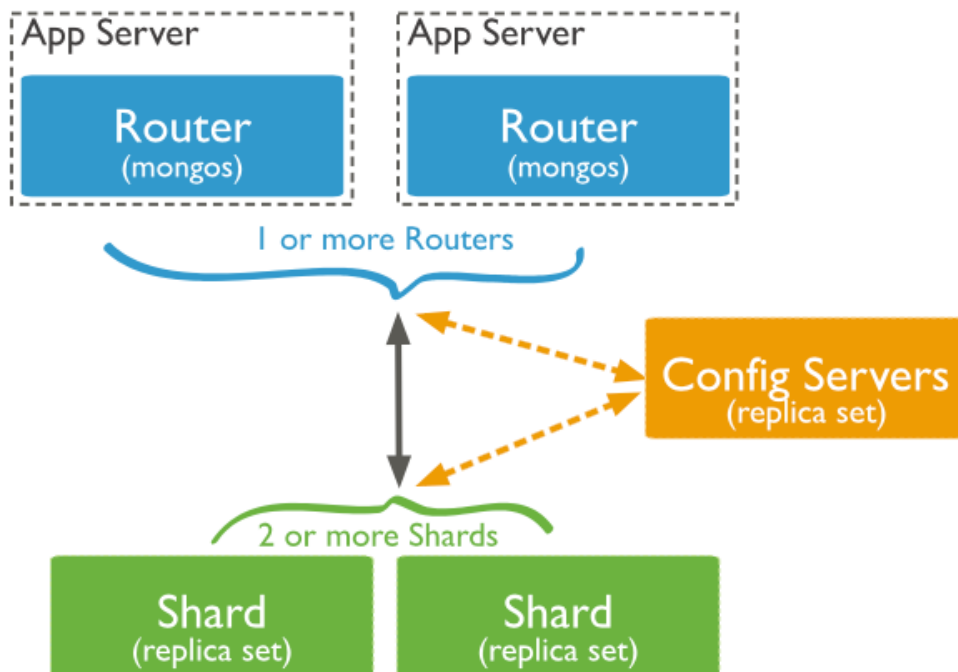 App Server
App Server
Router
(mongos)
Router
(mongos)
1 or more Routers
Config Servers
(replica set)
2 or more Shards
Shard
(replica set)
Shard
(replica set)